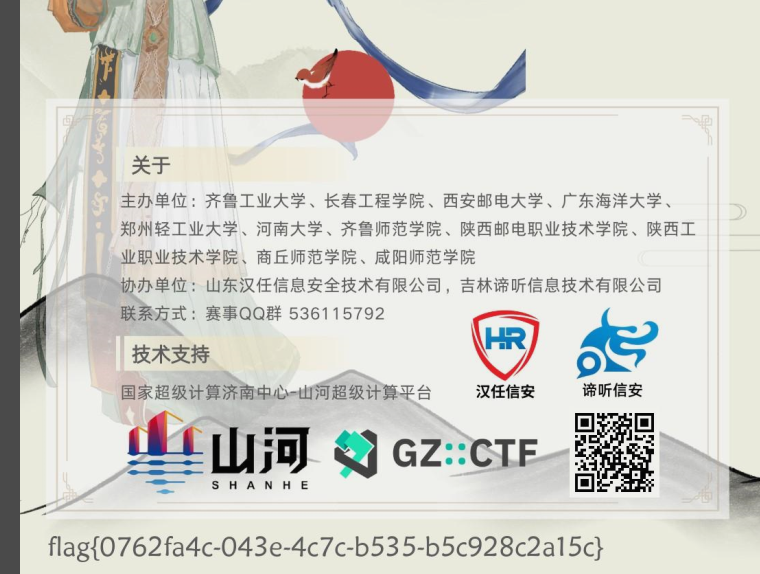 关于
主办单位：齐鲁工业大学、长春工程学院、西安邮电大学、广东海洋大学、
郑州轻工业大学、河南大学、齐鲁师范学院、陕西邮电职业技术学院、陕西工
业职业技术学院、商丘师范学院、咸阳师范学院
协办单位：山东汉任信息安全技术有限公司，吉林谛听信息技术有限公司
联系方式：赛事QQ群 536115792
HR
技术支持
汉任信安 谛听信安
国家超级计算济南中心-山河超级计算平台
山河
SHANHE
GZ::CTF
flag{0762fa4c-043e-4c7c-b535-b5c928c2a15c}